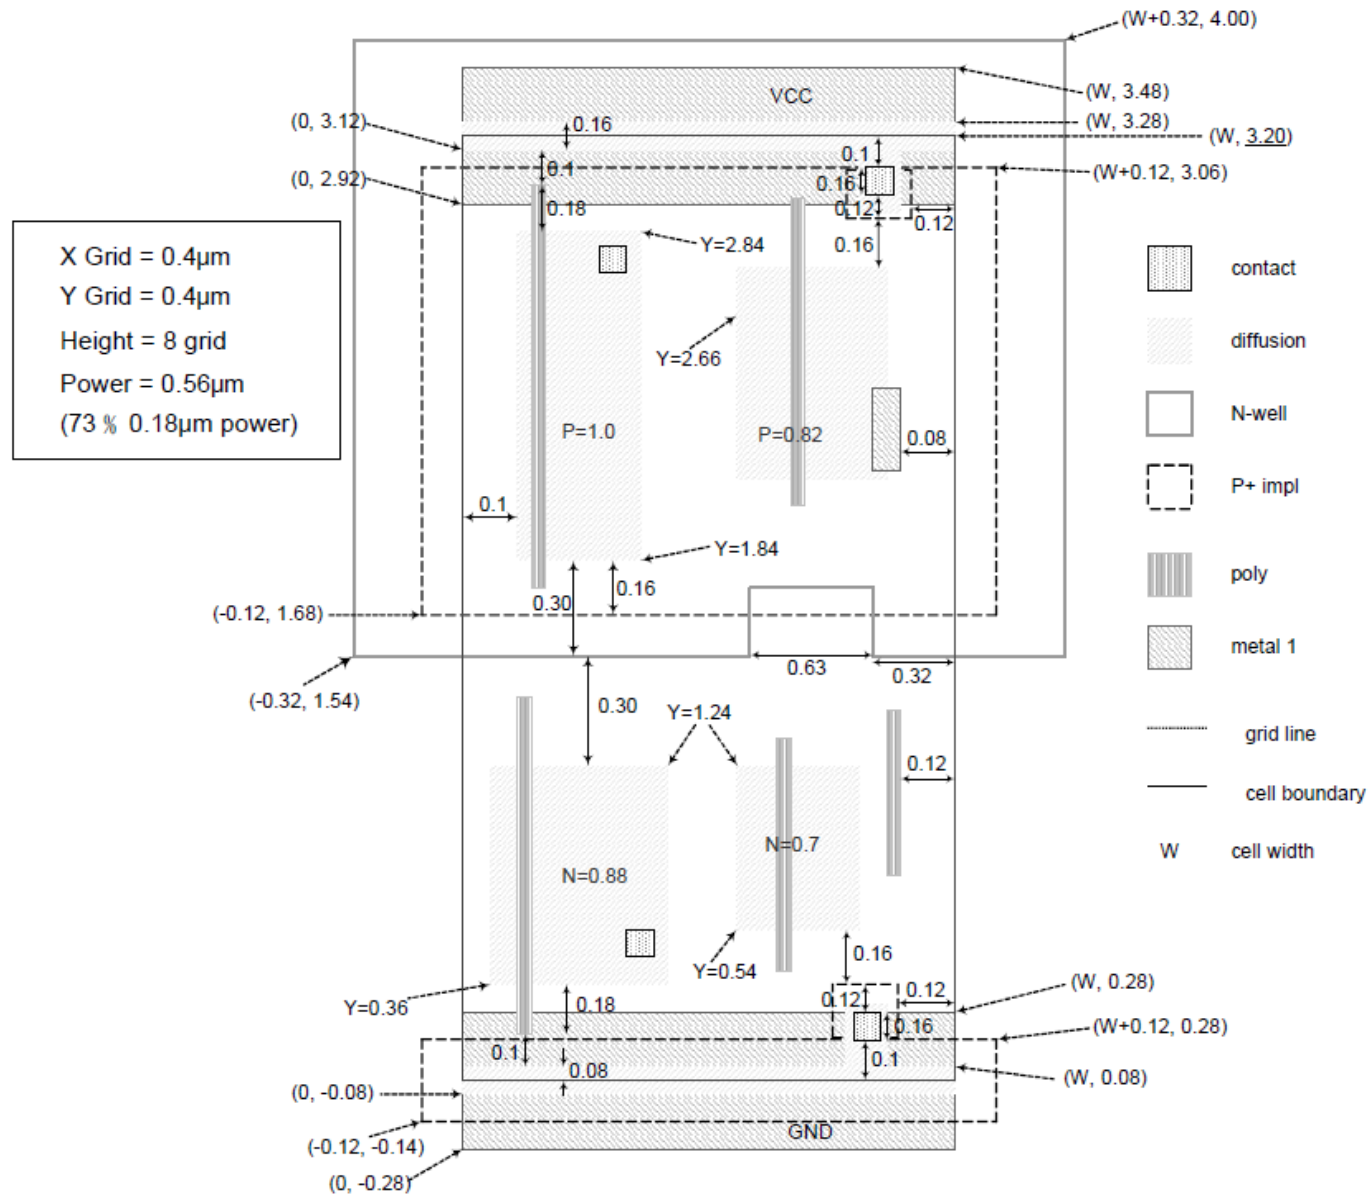 (W+0.32, 4.00)
VCC
(W, 3.48)
(0, 3.12)
0.16
(W, 3.28)
(W, 3.20)
0.1
0.1
(0, 2.92)
0.16
(W+0.12, 3.06)
0.18
0.12
0.12
X Grid = 0.4μm
Y Grid = 0.4μm
Height = 8 grid
Power = 0.56μm
(73 % 0.18μm power)
Y=2.84
0.16
contact
Y=2.66
diffusion
P=1.0
P=0.82
0.08
N-well
0.1
P+ impl
Y=1.84
0.30
0.16
poly
(-0.12, 1.68)
0.63
0.32
metal 1
(-0.32, 1.54)
0.30
Y=1.24
grid line
0.12
cell boundary
N=0.88
N=0.7
W
cell width
Y=0.54
0.16
Y=0.36
0.18
0.12
0.12
(W, 0.28)
0.16
(W+0.12, 0.28)
0.1
0.08
0.1
(W, 0.08)
(0, -0.08)
(-0.12, -0.14)
GND
(0, -0.28)